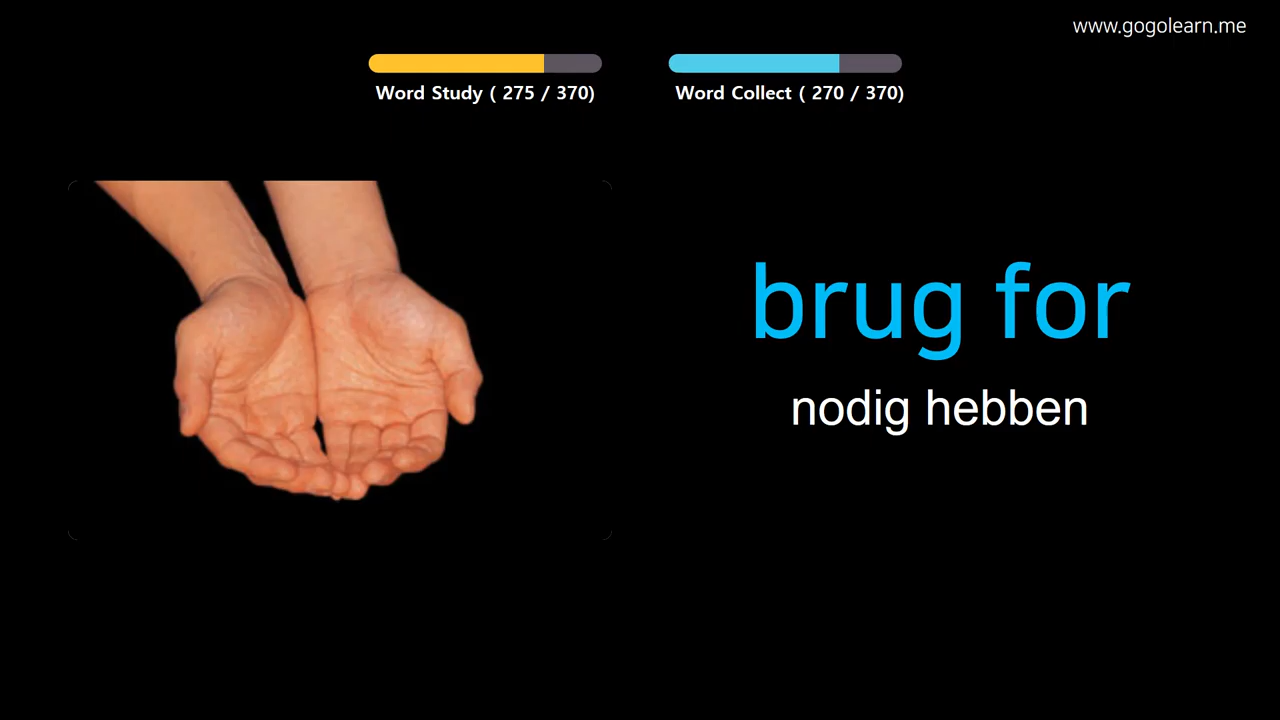 www.gogolearn.me
Word Study ( 275 / 370)
Word Collect ( 270 / 370)
brug for
nodig hebben